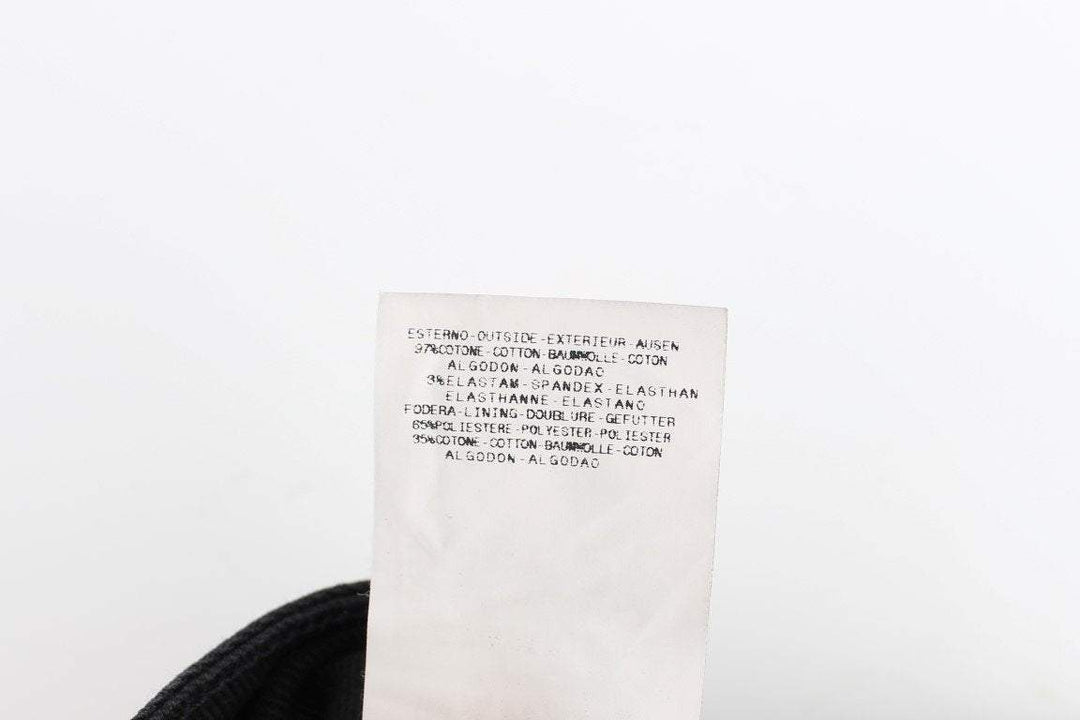 ESTERNO-OUTSIDE-EXTERIEUR-AUSEN
97%COTONE-COTTON-BAUMWOLLE-COTON
ALGODON-ALGODAO
3%ELASTAM-SPANDEX-ELASTHAN
ELASTHANNE-ELASTANO
FODERA-LINING-DOUBLURE-GEFUTTER
65%POLIESTERE-POLYESTER-POLIESTER
35%COTONE-COTTON-BAUMWOLLE-COTON
ALGODON-ALGODAO